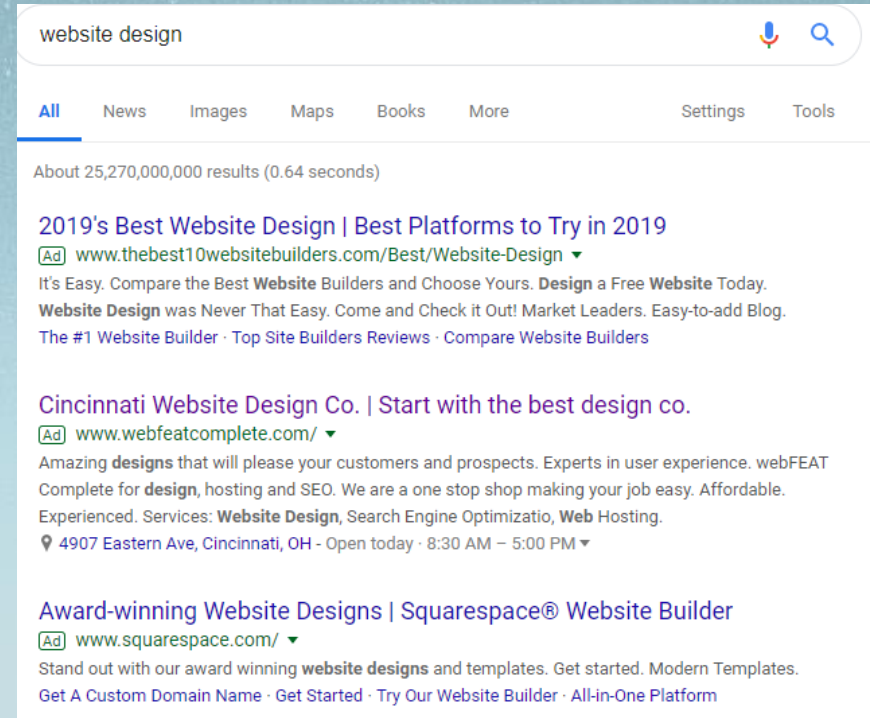 website design
All News Images Maps Books More Settings Tools
About 25,270,000,000 results (0.64 seconds)
2019's Best Website Design | Best Platforms to Try in 2019
Ad www.thebest10websitebuilders.com/Best/Website-Design
It's Easy. Compare the Best Website Builders and Choose Yours. Design a Free Website Today.
Website Design was Never That Easy. Come and Check it Out! Market Leaders. Easy-to-add Blog.
The #1 Website Builder · Top Site Builders Reviews · Compare Website Builders
Cincinnati Website Design Co. | Start with the best design co.
Ad www.webfeatcomplete.com/
Amazing designs that will please your customers and prospects. Experts in user experience. webFEAT
Complete for design, hosting and SEO. We are a one stop shop making your job easy. Affordable.
Experienced. Services: Website Design, Search Engine Optimizatio, Web Hosting.
4907 Eastern Ave, Cincinnati, OH - Open today · 8:30 AM – 5:00 PM
Award-winning Website Designs | Squarespace® Website Builder
Ad www.squarespace.com/
Stand out with our award winning website designs and templates. Get started. Modern Templates.
Get A Custom Domain Name · Get Started · Try Our Website Builder · All-in-One Platform